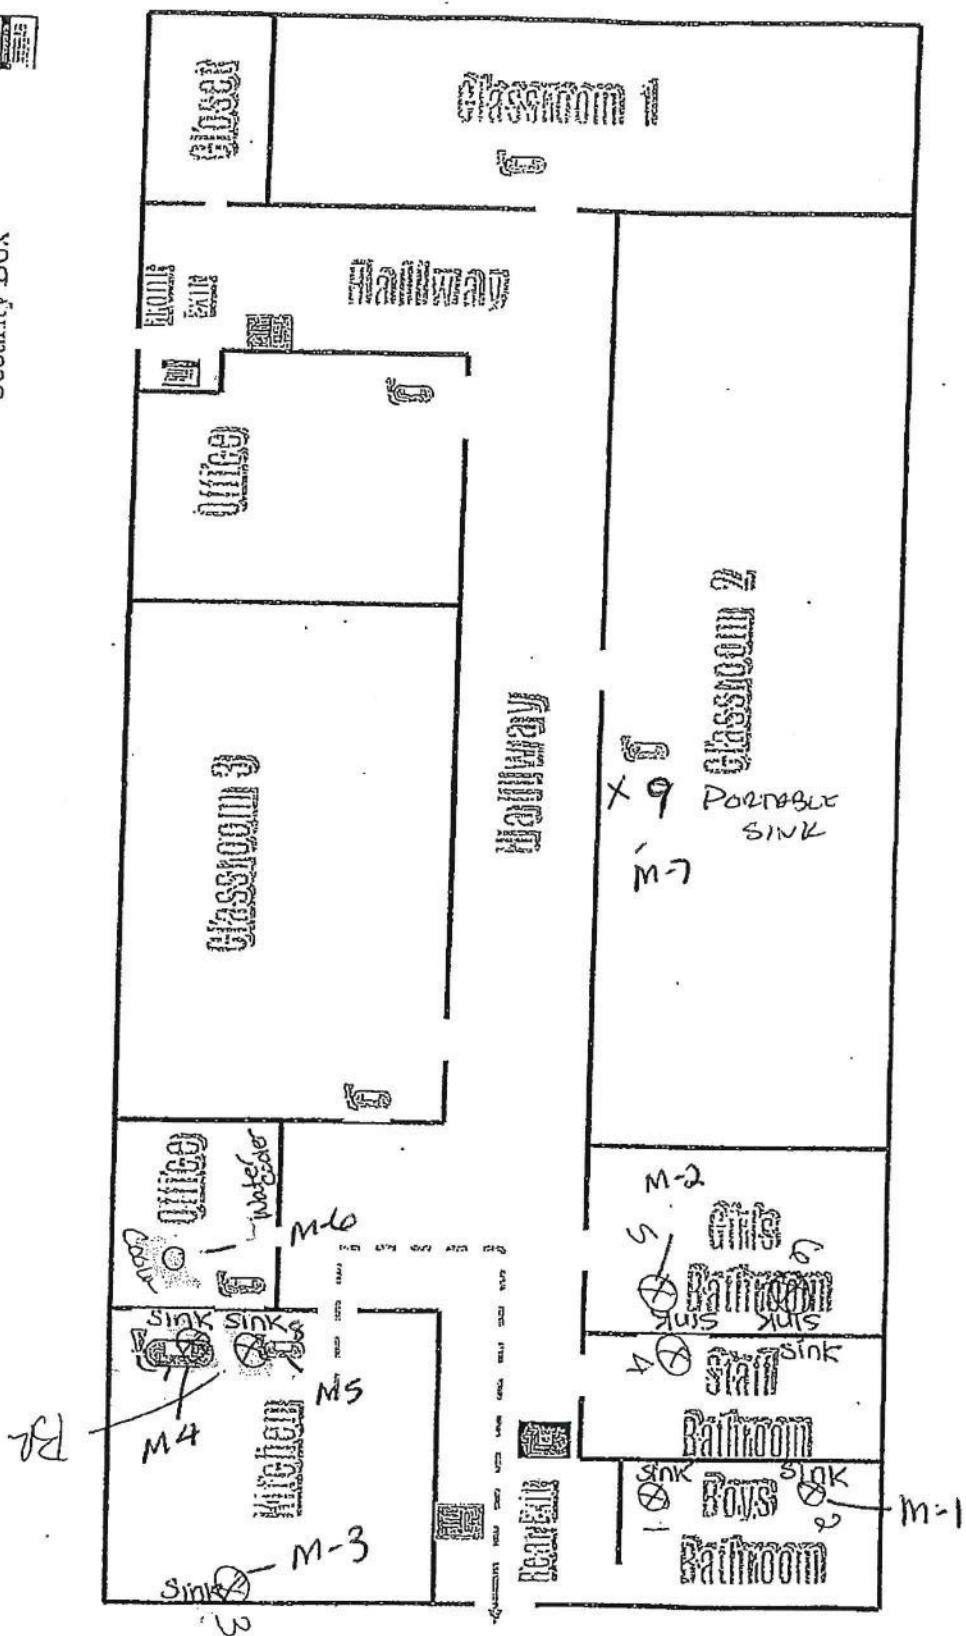 Security Box
Closet
Classroom 1
Hallway
Front
Exit
Office
Classroom 2
Classroom 3
Hallway
X 9 PORTABLE
SINK
M-7
Office
Water
cooler
M-6
M-2
Girls
Bathroom
5
6
sink
sink
sink
sink
8
M4
M5
Kitchen
4
Staff
sink
Bathroom
sink
sink
Boys
Bathroom
1
2
M-1
Rear Exit
M-3
sink
3